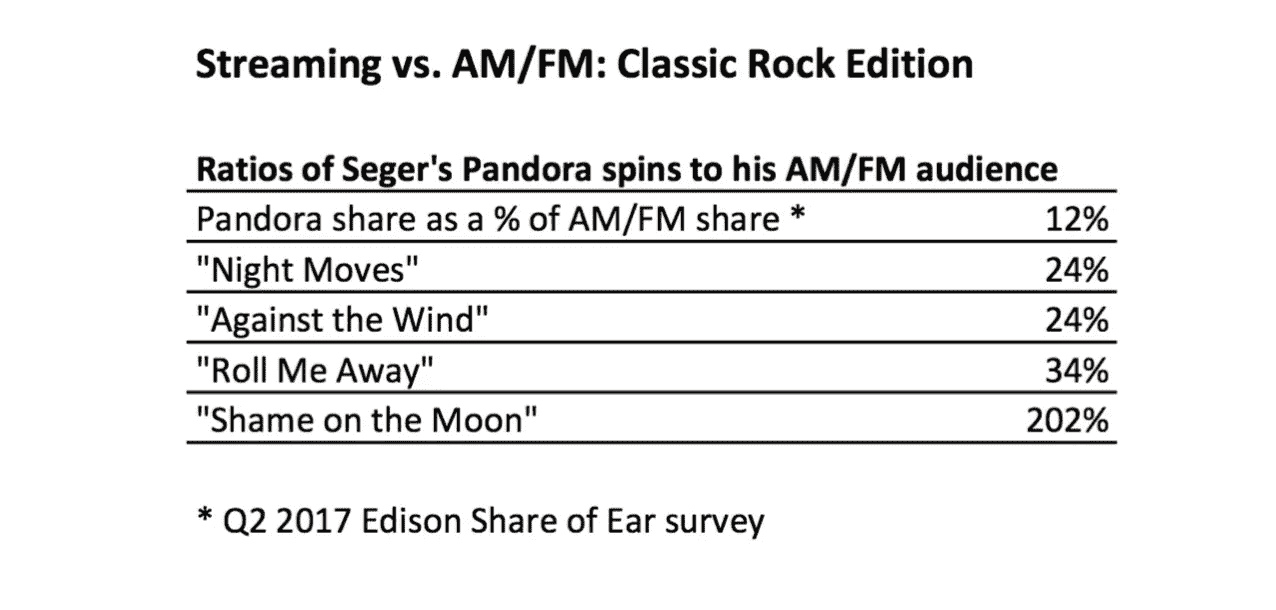 Streaming vs. AM/FM: Classic Rock Edition
Ratios of Seger's Pandora spins to his AM/FM audience
Pandora share as a % of AM/FM share * 12%
"Night Moves" 24%
"Against the Wind" 24%
"Roll Me Away" 34%
"Shame on the Moon" 202%
* Q2 2017 Edison Share of Ear survey